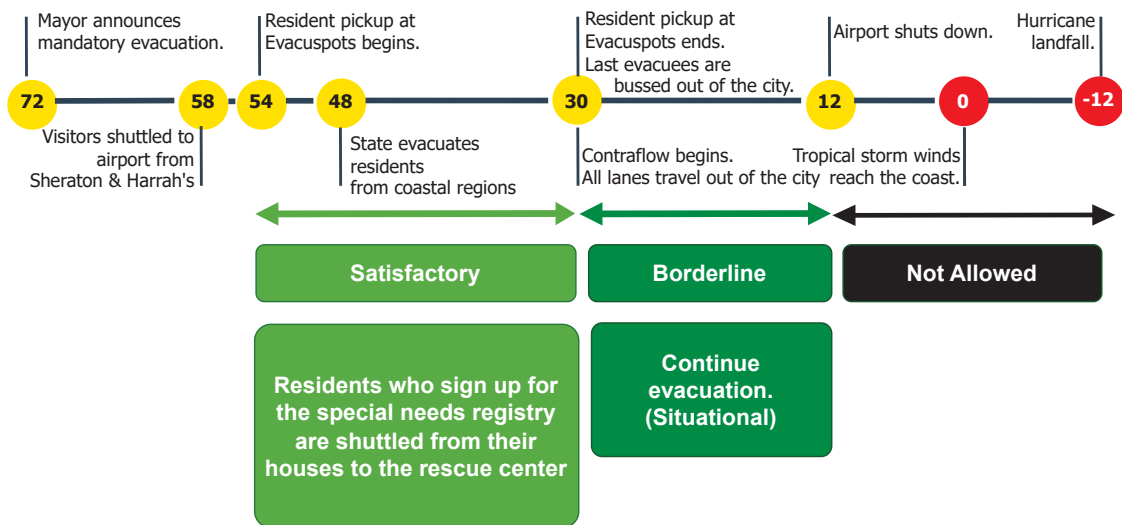 Mayor announces
mandatory evacuation.
Resident pickup at
Evacuspots begins.
Resident pickup at
Evacuspots ends.
Last evacuees are
bussed out of the city.
Airport shuts down.
Hurricane
landfall.
72
58
54
48
30
12
0
-12
Visitors shuttled to
airport from
Sheraton & Harrah's
State evacuates
residents
from coastal regions
Contraflow begins.
All lanes travel out of the city
Tropical storm winds
reach the coast.
Satisfactory
Borderline
Not Allowed
Residents who sign up for
the special needs registry
are shuttled from their
houses to the rescue center
Continue
evacuation.
(Situational)